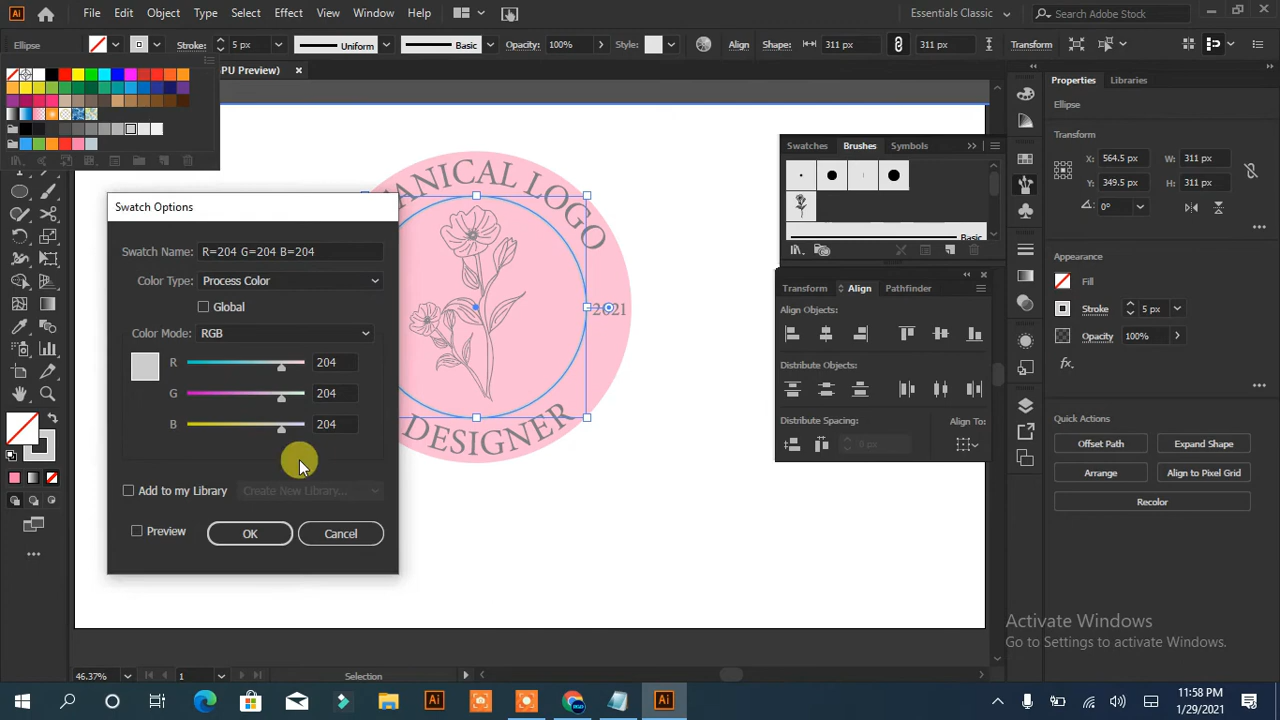 File Edit Object Type Select Effect View Window Help
Essentials Classic
Search Adobe Stock
Ellipse
Stroke: 5 px
Uniform
Basic
Opacity: 100%
Style:
Align
Shape: 311 px
311 px
Transform
PU Preview)
Properties
Libraries
Ellipse
Transform
X: 564.5 px
W: 311 px
Y: 349.5 px
H: 311 px
0°
Appearance
Fill
Stroke
5 px
Opacity
100%
Quick Actions
Offset Path
Expand Shape
Arrange
Align to Pixel Grid
Recolor
Symbols
Brushes
Swatches
Basic
Transform
Align
Pathfinder
Align Objects:
Distribute Objects:
Distribute Spacing:
Align To:
0 px
Swatch Options
Swatch Name: R=204 G=204 B=204
Color Type: Process Color
Global
Color Mode: RGB
R 204
G 204
B 204
Add to my Library
Create New Library...
Preview
OK
Cancel
ANICAL LOGO
2021
DESIGNER
Activate Windows
Go to Settings to activate Windows.
46.37%
1
Selection
11:58 PM
1/29/2021